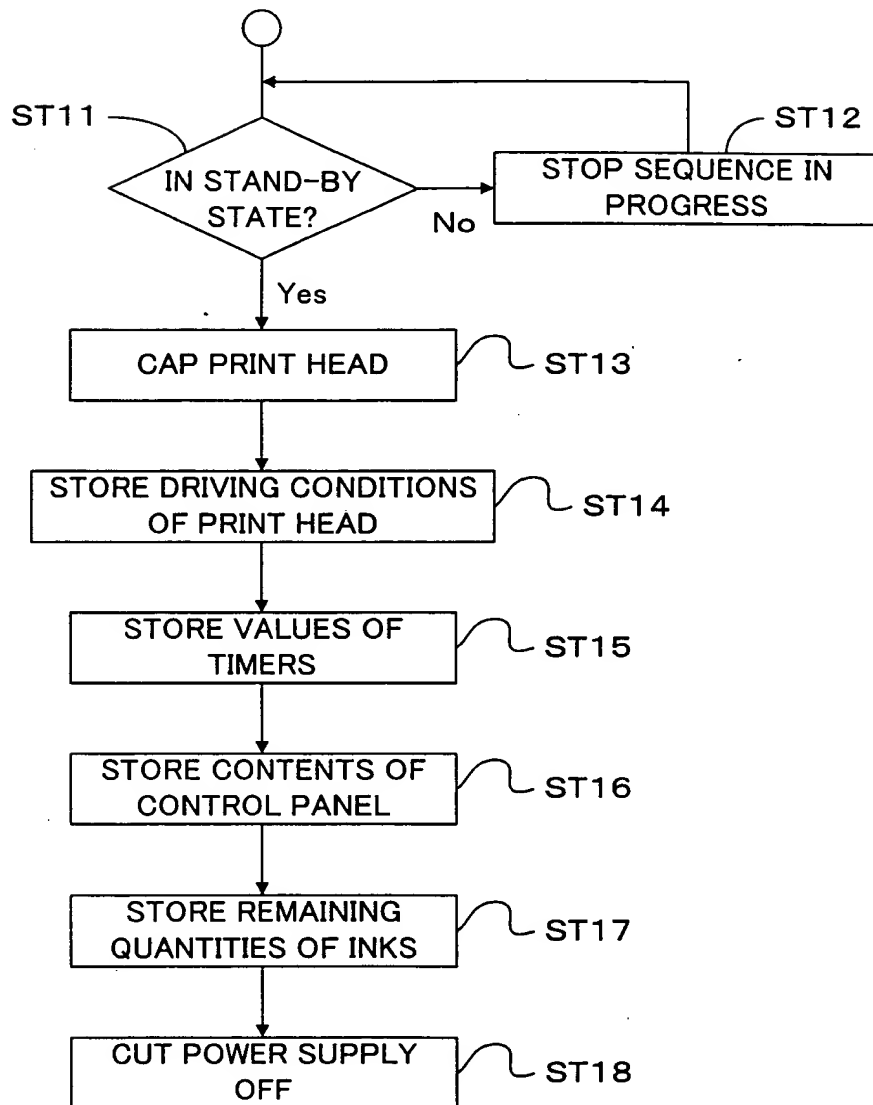 ST11
ST12
IN STAND-BY
STATE?
STOP SEQUENCE IN
PROGRESS
No
Yes
CAP PRINT HEAD
ST13
STORE DRIVING CONDITIONS
OF PRINT HEAD
ST14
STORE VALUES OF
TIMERS
ST15
STORE CONTENTS OF
CONTROL PANEL
ST16
STORE REMAINING
QUANTITIES OF INKS
ST17
CUT POWER SUPPLY
OFF
ST18